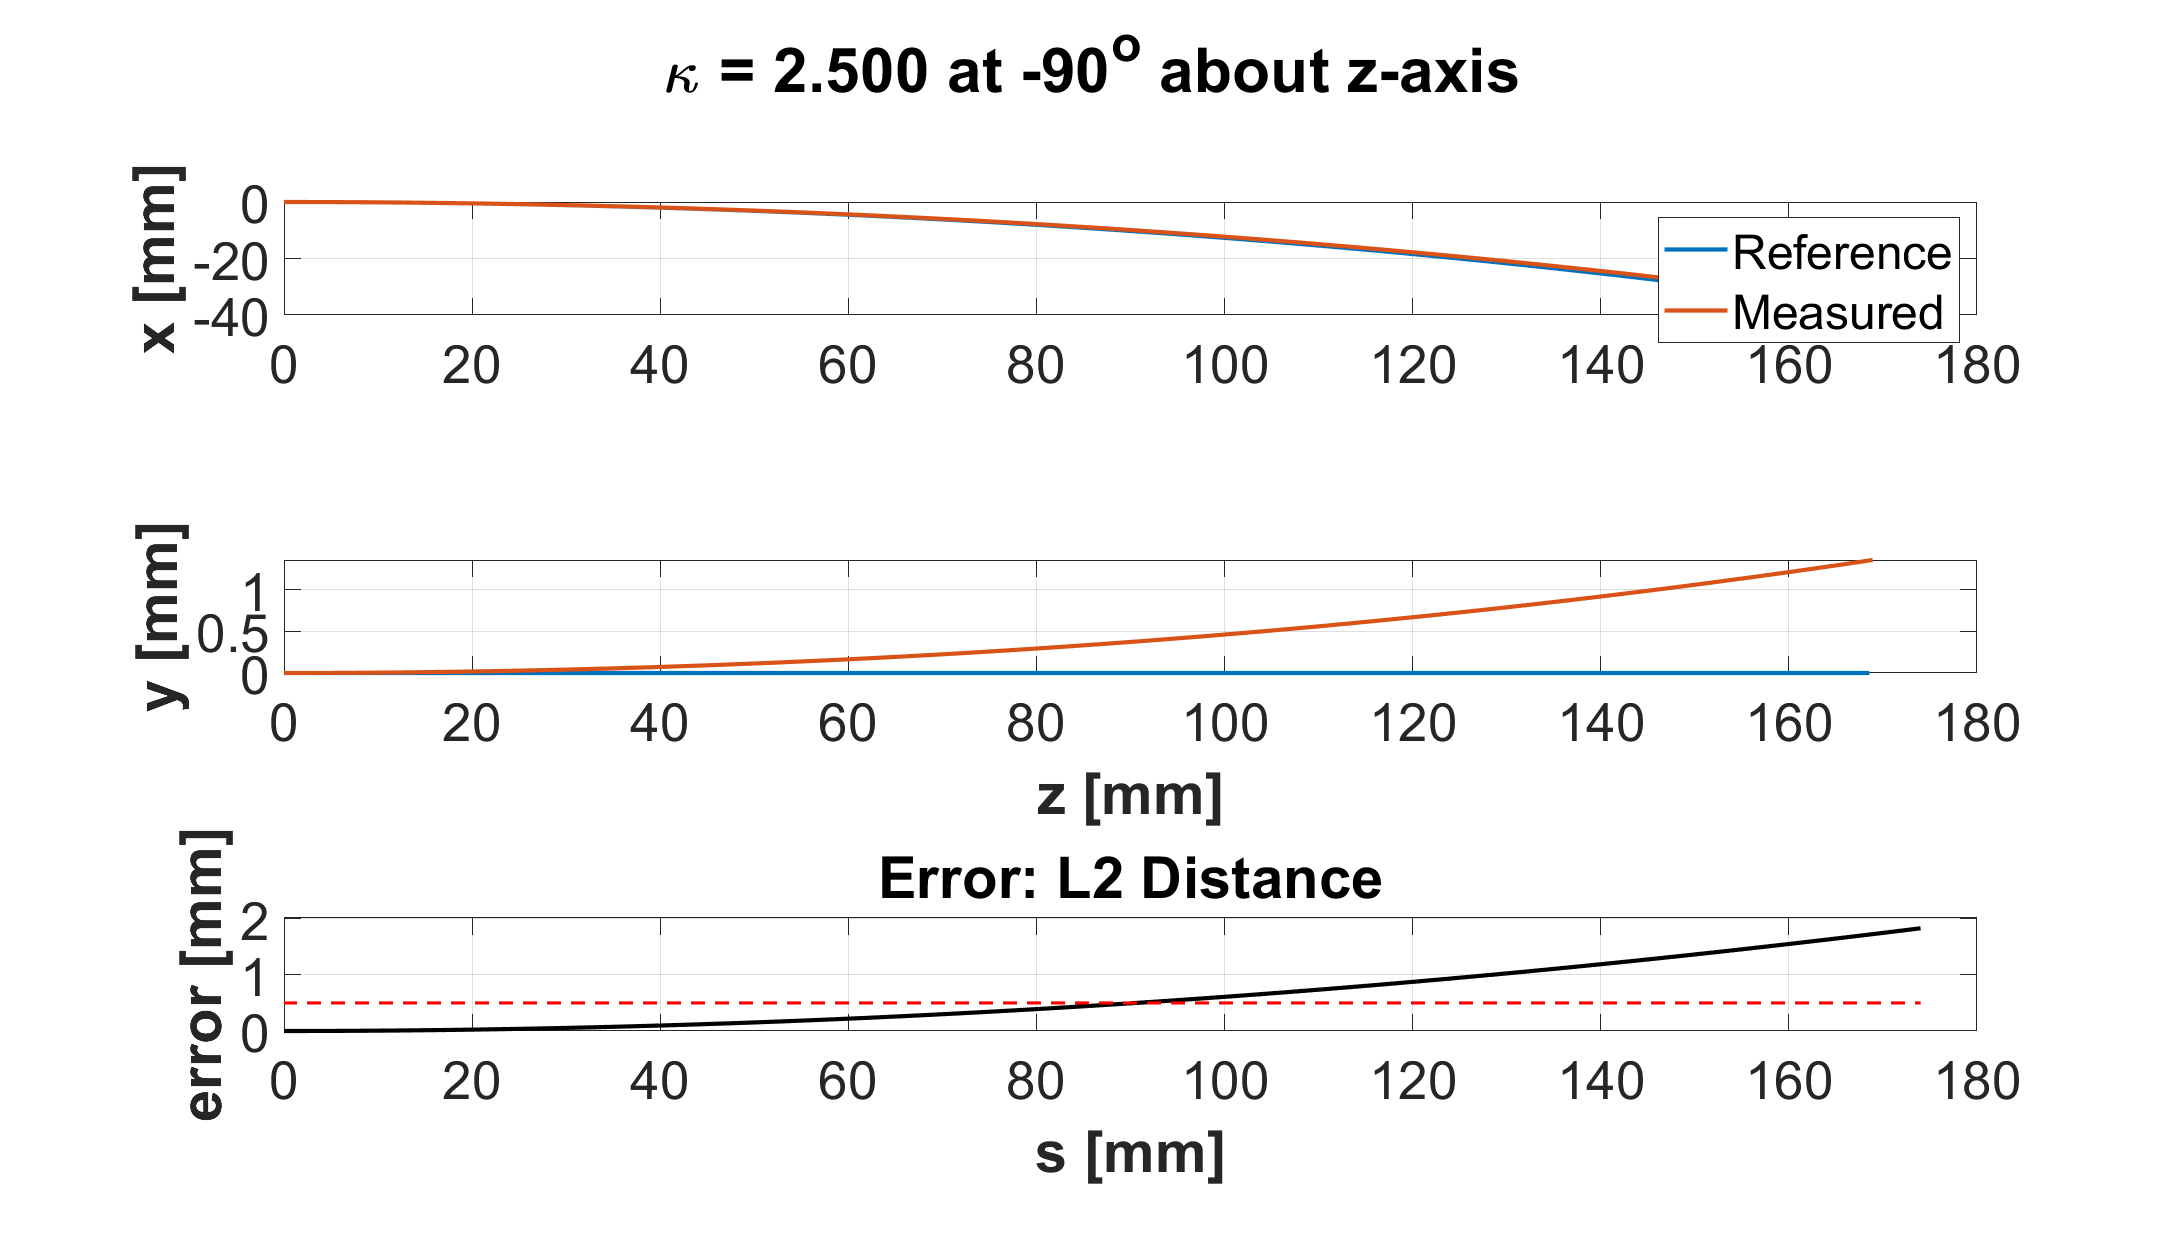 κ = 2.500 at -90° about z-axis
x [mm]
0
-20
-40
Reference
Measured
0 20 40 60 80 100 120 140 160 180
y [mm]
1
0.5
0
0 20 40 60 80 100 120 140 160 180
z [mm]
Error: L2 Distance
error [mm]
2
1
0
0 20 40 60 80 100 120 140 160 180
s [mm]